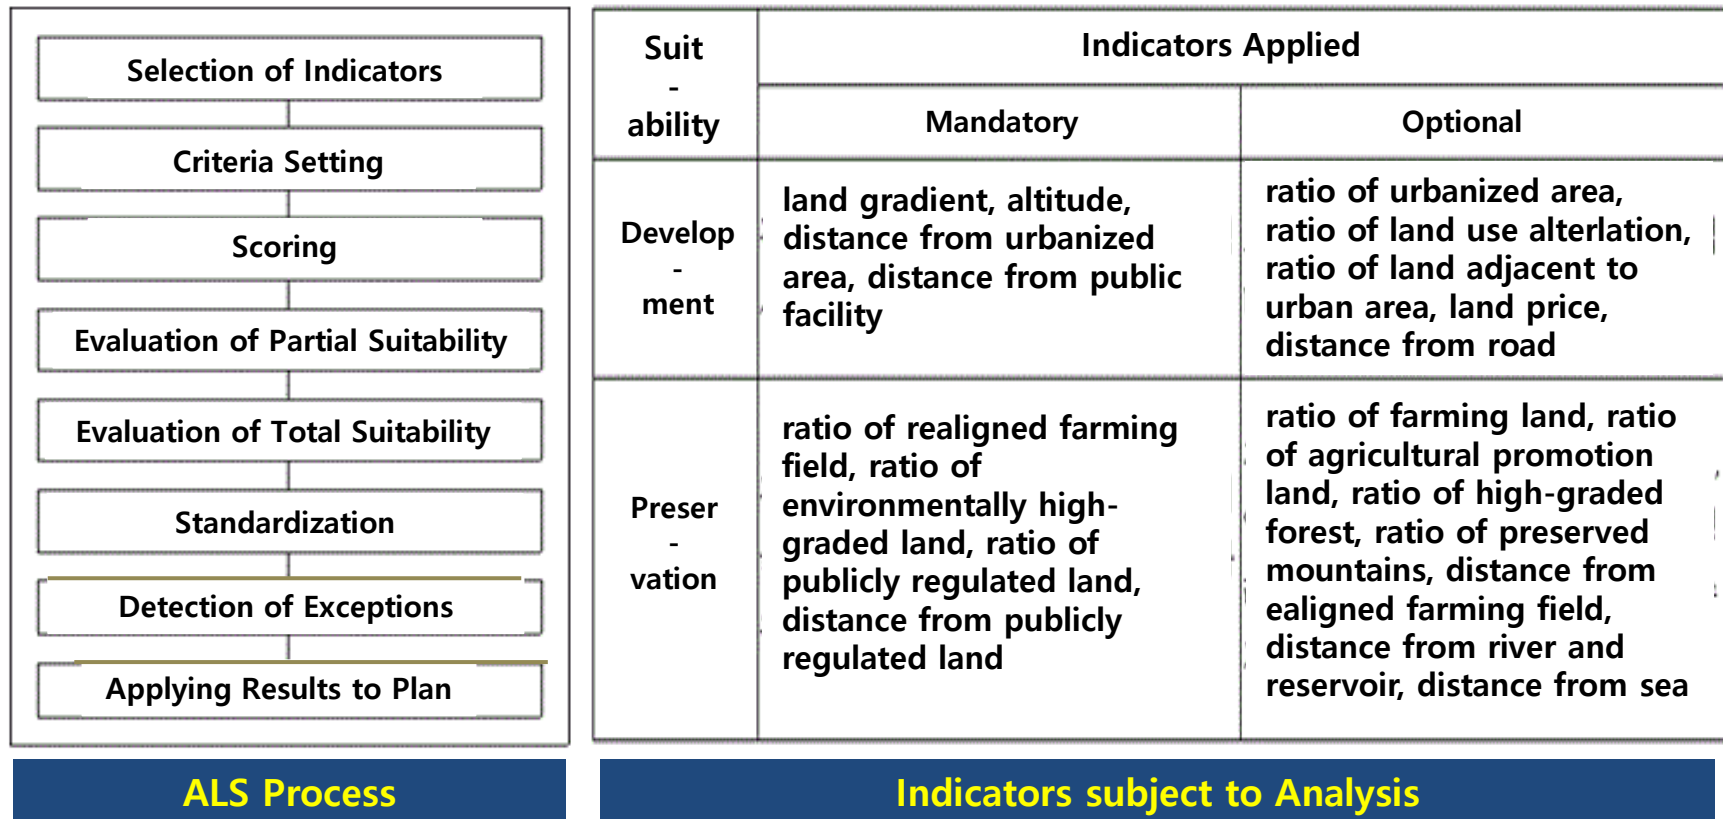 Selection of Indicators
Criteria Setting
Scoring
Evaluation of Partial Suitability
Evaluation of Total Suitability
Standardization
Detection of Exceptions
Applying Results to Plan
ALS Process
Suit
-
ability
Indicators Applied
Mandatory
Optional
Develop
-
ment
land gradient, altitude,
distance from urbanized
area, distance from public
facility
ratio of urbanized area,
ratio of land use alterlation,
ratio of land adjacent to
urban area, land price,
distance from road
Preser
-
vation
ratio of realigned farming
field, ratio of
environmentally high-
graded land, ratio of
publicly regulated land,
distance from publicly
regulated land
ratio of farming land, ratio
of agricultural promotion
land, ratio of high-graded
forest, ratio of preserved
mountains, distance from
ealigned farming field,
distance from river and
reservoir, distance from sea
Indicators subject to Analysis